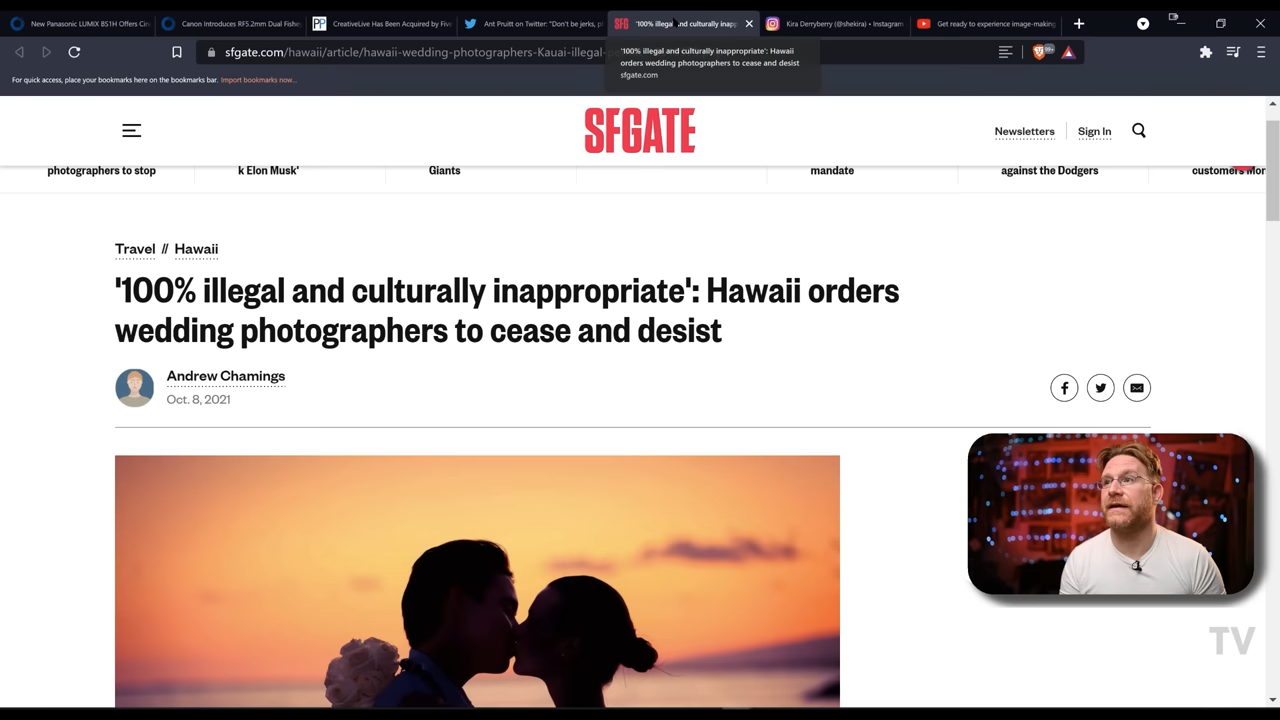 New Panasonic LUMIX BS1H Offers Cine
Canon Introduces RF5.2mm Dual Fishe
CreativeLive Has Been Acquired by Five
Ant Pruitt on Twitter: "Don't be jerks, p
'100% illegal and culturally inapp
Kira Derryberry (@shekira) • Instagram
Get ready to experience image-making
sfgate.com/hawaii/article/hawaii-wedding-photographers-Kauai-illegal-
99+
'100% illegal and culturally inappropriate': Hawaii
orders wedding photographers to cease and desist
sfgate.com
For quick access, place your bookmarks here on the bookmarks bar. Import bookmarks now...
SFGATE
Newsletters
Sign In
photographers to stop
k Elon Musk'
Giants
mandate
against the Dodgers
customers
Travel // Hawaii
'100% illegal and culturally inappropriate': Hawaii orders
wedding photographers to cease and desist
Andrew Chamings
Oct. 8, 2021
TV